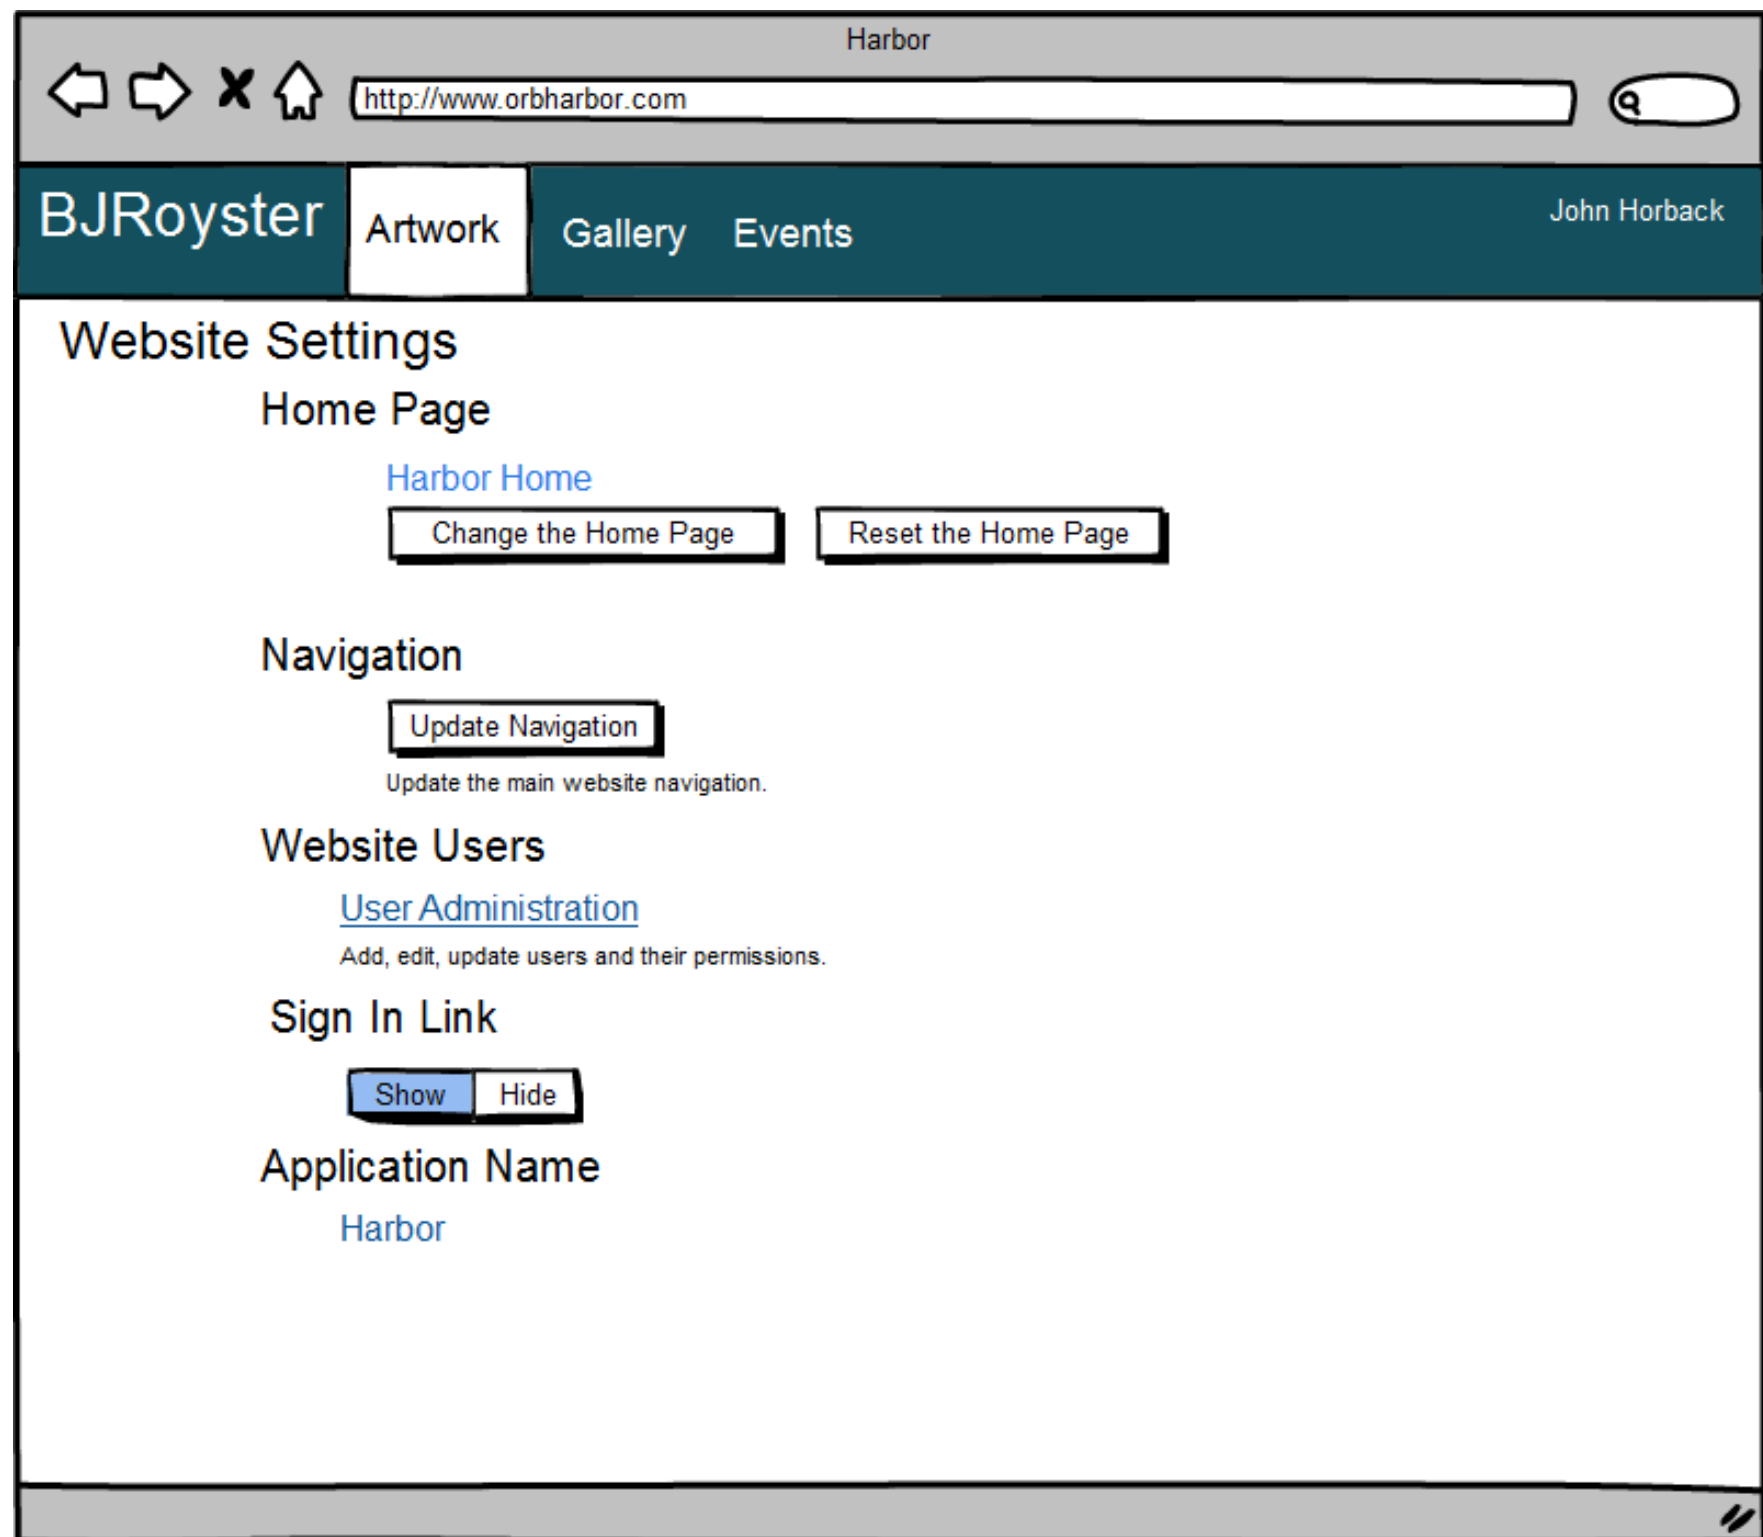 Harbor
http://www.orbharbor.com
BJRoyster Artwork Gallery Events John Horback
Website Settings
Home Page
Harbor Home
Change the Home Page Reset the Home Page
Navigation
Update Navigation
Update the main website navigation.
Website Users
User Administration
Add, edit, update users and their permissions.
Sign In Link
Show Hide
Application Name
Harbor